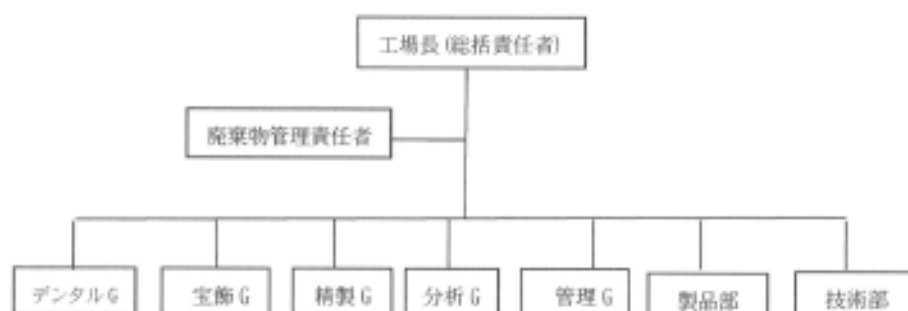 工場長(総括責任者)
廃棄物管理責任者
デンタルG
宝飾G
精製G
分析G
管理G
製品部
技術部